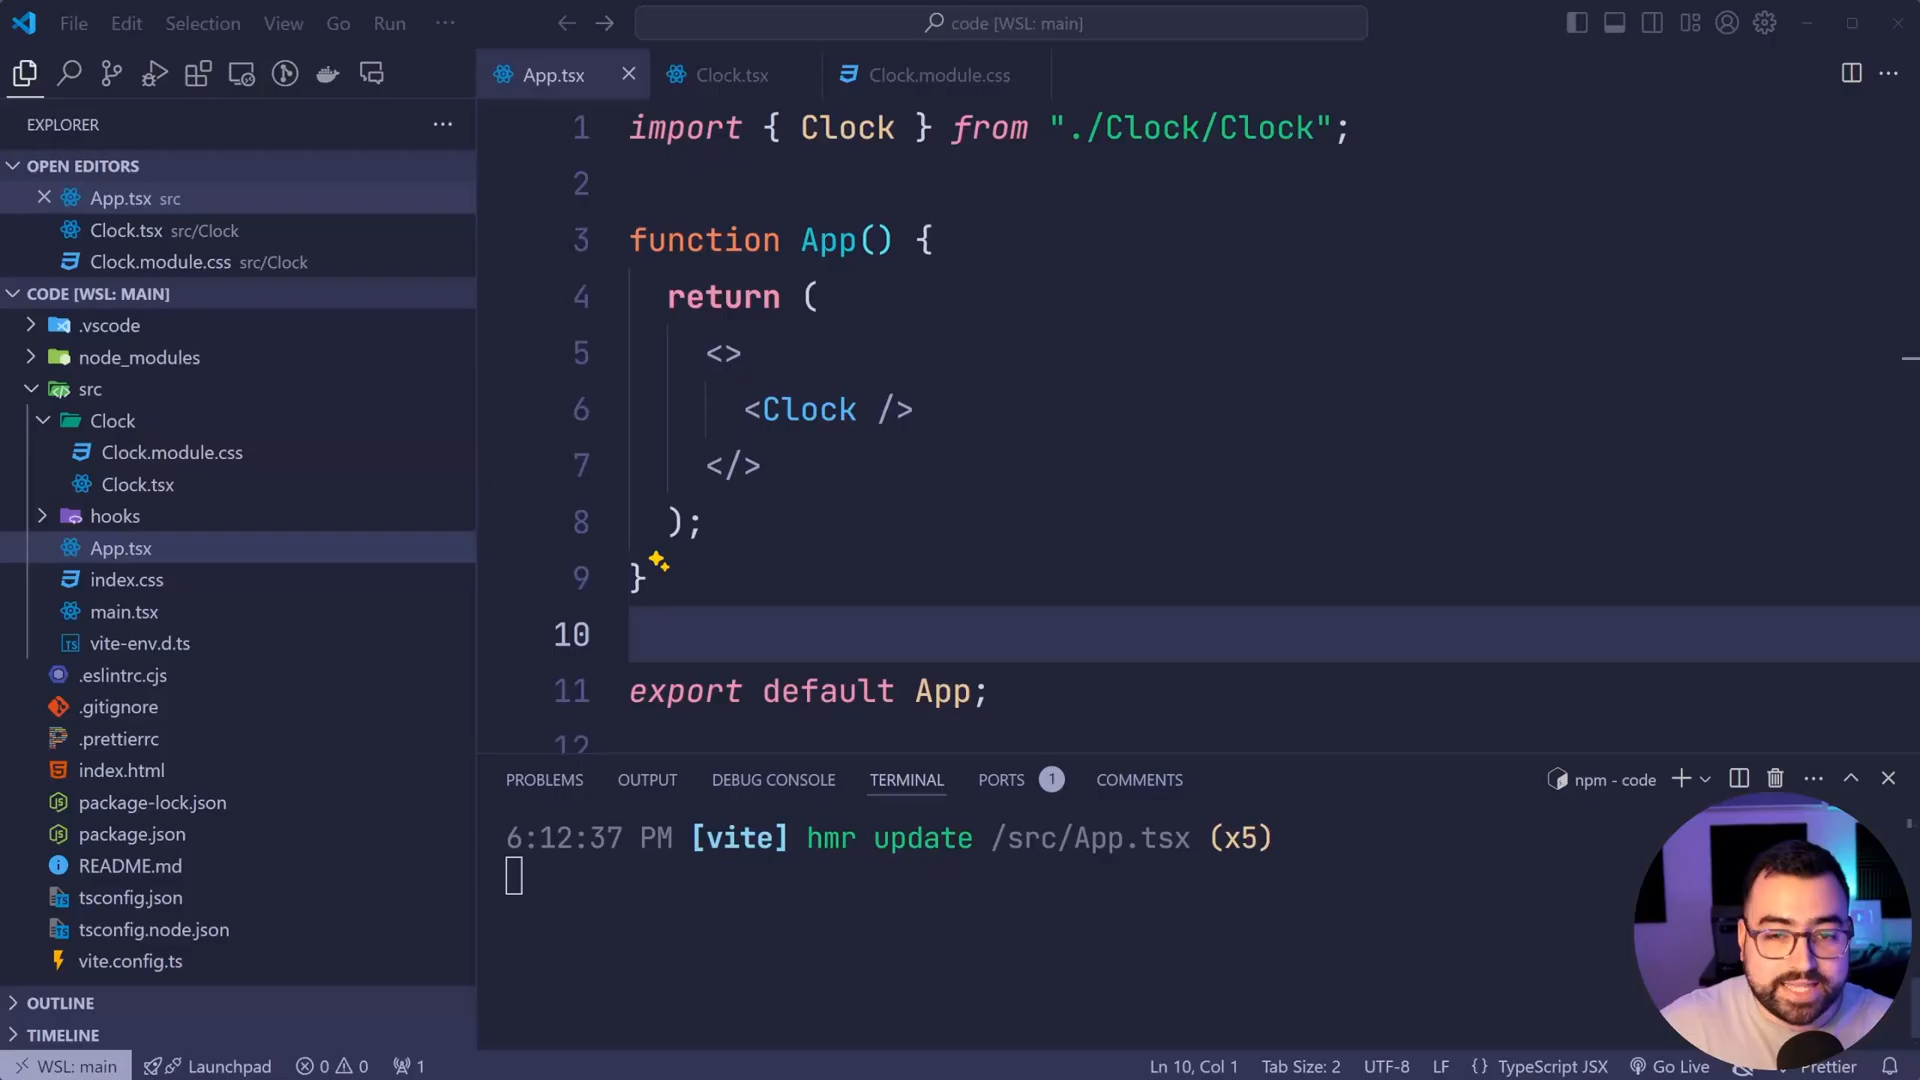 File Edit Selection View Go Run ···
code [WSL: main]
App.tsx
Clock.tsx
Clock.module.css
EXPLORER
OPEN EDITORS
App.tsx src
Clock.tsx src/Clock
Clock.module.css src/Clock
CODE [WSL: MAIN]
.vscode
node_modules
src
Clock
Clock.module.css
Clock.tsx
hooks
App.tsx
index.css
main.tsx
vite-env.d.ts
.eslintrc.cjs
.gitignore
.prettierrc
index.html
package-lock.json
package.json
README.md
tsconfig.json
tsconfig.node.json
vite.config.ts
OUTLINE
TIMELINE
1 import { Clock } from "./Clock/Clock";
2
3 function App() {
4 return (
5 <>
6 <Clock />
7 </>
8 );
9 }
10
11 export default App;
12
PROBLEMS OUTPUT DEBUG CONSOLE TERMINAL PORTS 1 COMMENTS
npm - code
6:12:37 PM [vite] hmr update /src/App.tsx (x5)
WSL: main Launchpad 0 0 1
Ln 10, Col 1 Tab Size: 2 UTF-8 LF {} TypeScript JSX Go Live Prettier